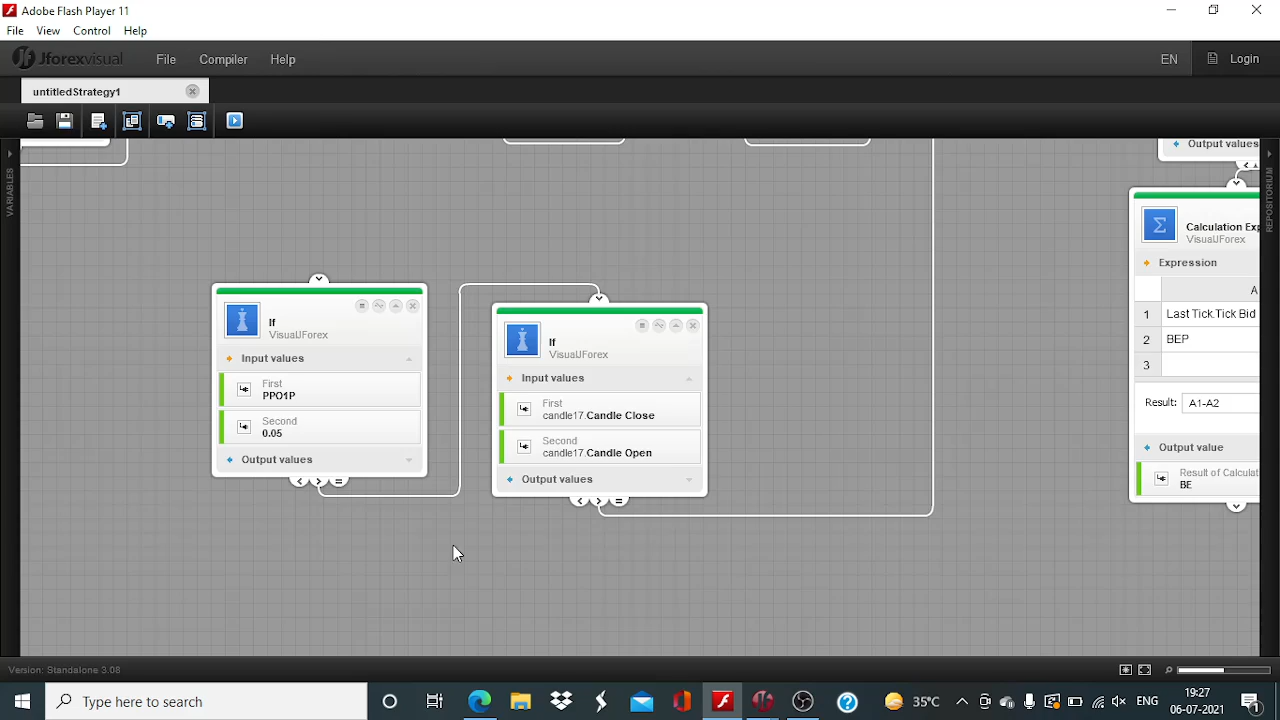 Adobe Flash Player 11
File View Control Help
Jforexvisual File Compiler Help EN Login
untitledStrategy1
VARIABLES
REPOSITORIUM
Output values
If
VisualJForex
Input values
First
PPO1P
Second
0.05
Output values
If
VisualJForex
Input values
First
candle17.Candle Close
Second
candle17.Candle Open
Output values
Calculation Exp
VisualJForex
Expression
A
1 Last Tick.Tick Bid
2 BEP
3
Result: A1-A2
Output value
Result of Calculat
BE
Version: Standalone 3.08
Type here to search
35°C ENG 19:27
06-07-2021
1